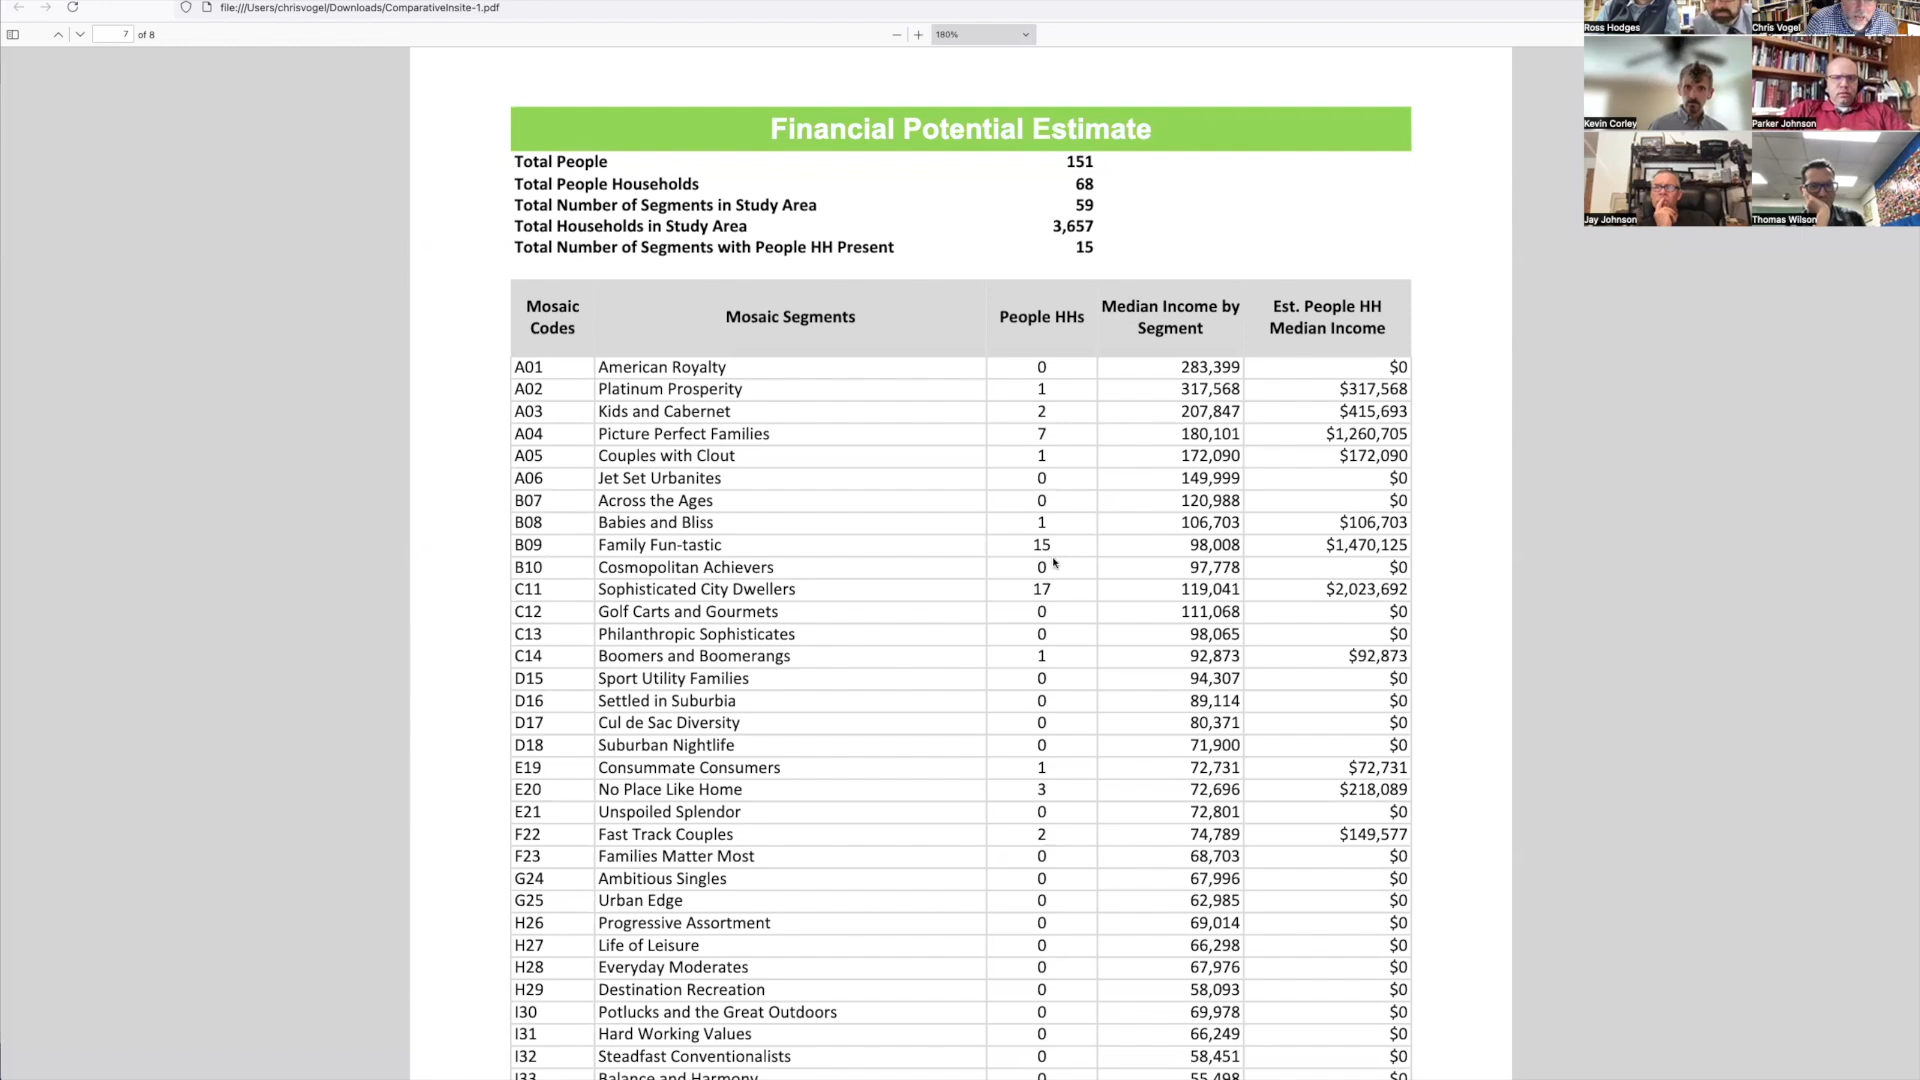 file:///Users/chrisvogel/Downloads/ComparativeInsite-1.pdf
7 of 8
180%
Ross Hodges
Chris Vogel
Kevin Corley
Parker Johnson
Jay Johnson
Thomas Wilson
Financial Potential Estimate
Total People 151
Total People Households 68
Total Number of Segments in Study Area 59
Total Households in Study Area 3,657
Total Number of Segments with People HH Present 15
Mosaic Codes Mosaic Segments People HHs Median Income by Segment Est. People HH Median Income
A01 American Royalty 0 283,399 $0
A02 Platinum Prosperity 1 317,568 $317,568
A03 Kids and Cabernet 2 207,847 $415,693
A04 Picture Perfect Families 7 180,101 $1,260,705
A05 Couples with Clout 1 172,090 $172,090
A06 Jet Set Urbanites 0 149,999 $0
B07 Across the Ages 0 120,988 $0
B08 Babies and Bliss 1 106,703 $106,703
B09 Family Fun-tastic 15 98,008 $1,470,125
B10 Cosmopolitan Achievers 0 97,778 $0
C11 Sophisticated City Dwellers 17 119,041 $2,023,692
C12 Golf Carts and Gourmets 0 111,068 $0
C13 Philanthropic Sophisticates 0 98,065 $0
C14 Boomers and Boomerangs 1 92,873 $92,873
D15 Sport Utility Families 0 94,307 $0
D16 Settled in Suburbia 0 89,114 $0
D17 Cul de Sac Diversity 0 80,371 $0
D18 Suburban Nightlife 0 71,900 $0
E19 Consummate Consumers 1 72,731 $72,731
E20 No Place Like Home 3 72,696 $218,089
E21 Unspoiled Splendor 0 72,801 $0
F22 Fast Track Couples 2 74,789 $149,577
F23 Families Matter Most 0 68,703 $0
G24 Ambitious Singles 0 67,996 $0
G25 Urban Edge 0 62,985 $0
H26 Progressive Assortment 0 69,014 $0
H27 Life of Leisure 0 66,298 $0
H28 Everyday Moderates 0 67,976 $0
H29 Destination Recreation 0 58,093 $0
I30 Potlucks and the Great Outdoors 0 69,978 $0
I31 Hard Working Values 0 66,249 $0
I32 Steadfast Conventionalists 0 58,451 $0
I33 Balance and Harmony 0 55,498 $0